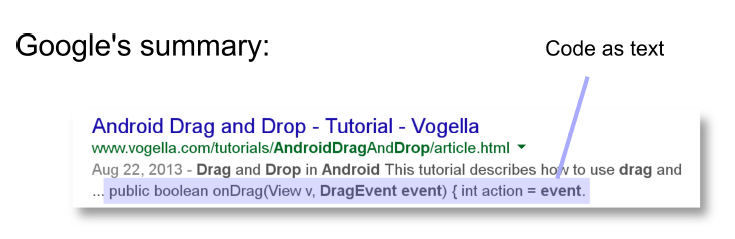 Google's summary:
Code as text
Android Drag and Drop - Tutorial - Vogella
www.vogella.com/tutorials/AndroidDragAndDrop/article.html
Aug 22, 2013 - Drag and Drop in Android This tutorial describes how to use drag and
... public boolean onDrag(View v, DragEvent event) { int action = event.